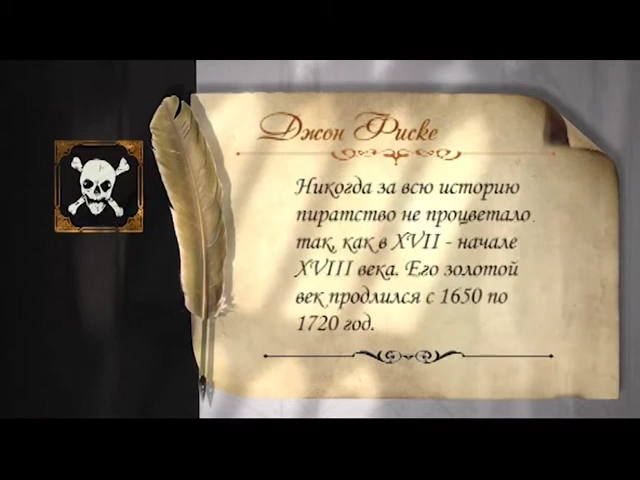 Джон Фиске
Никогда за всю историю
пиратство не процветало
так, как в XVII - начале
XVIII века. Его золотой
век продлился с 1650 по
1720 год.